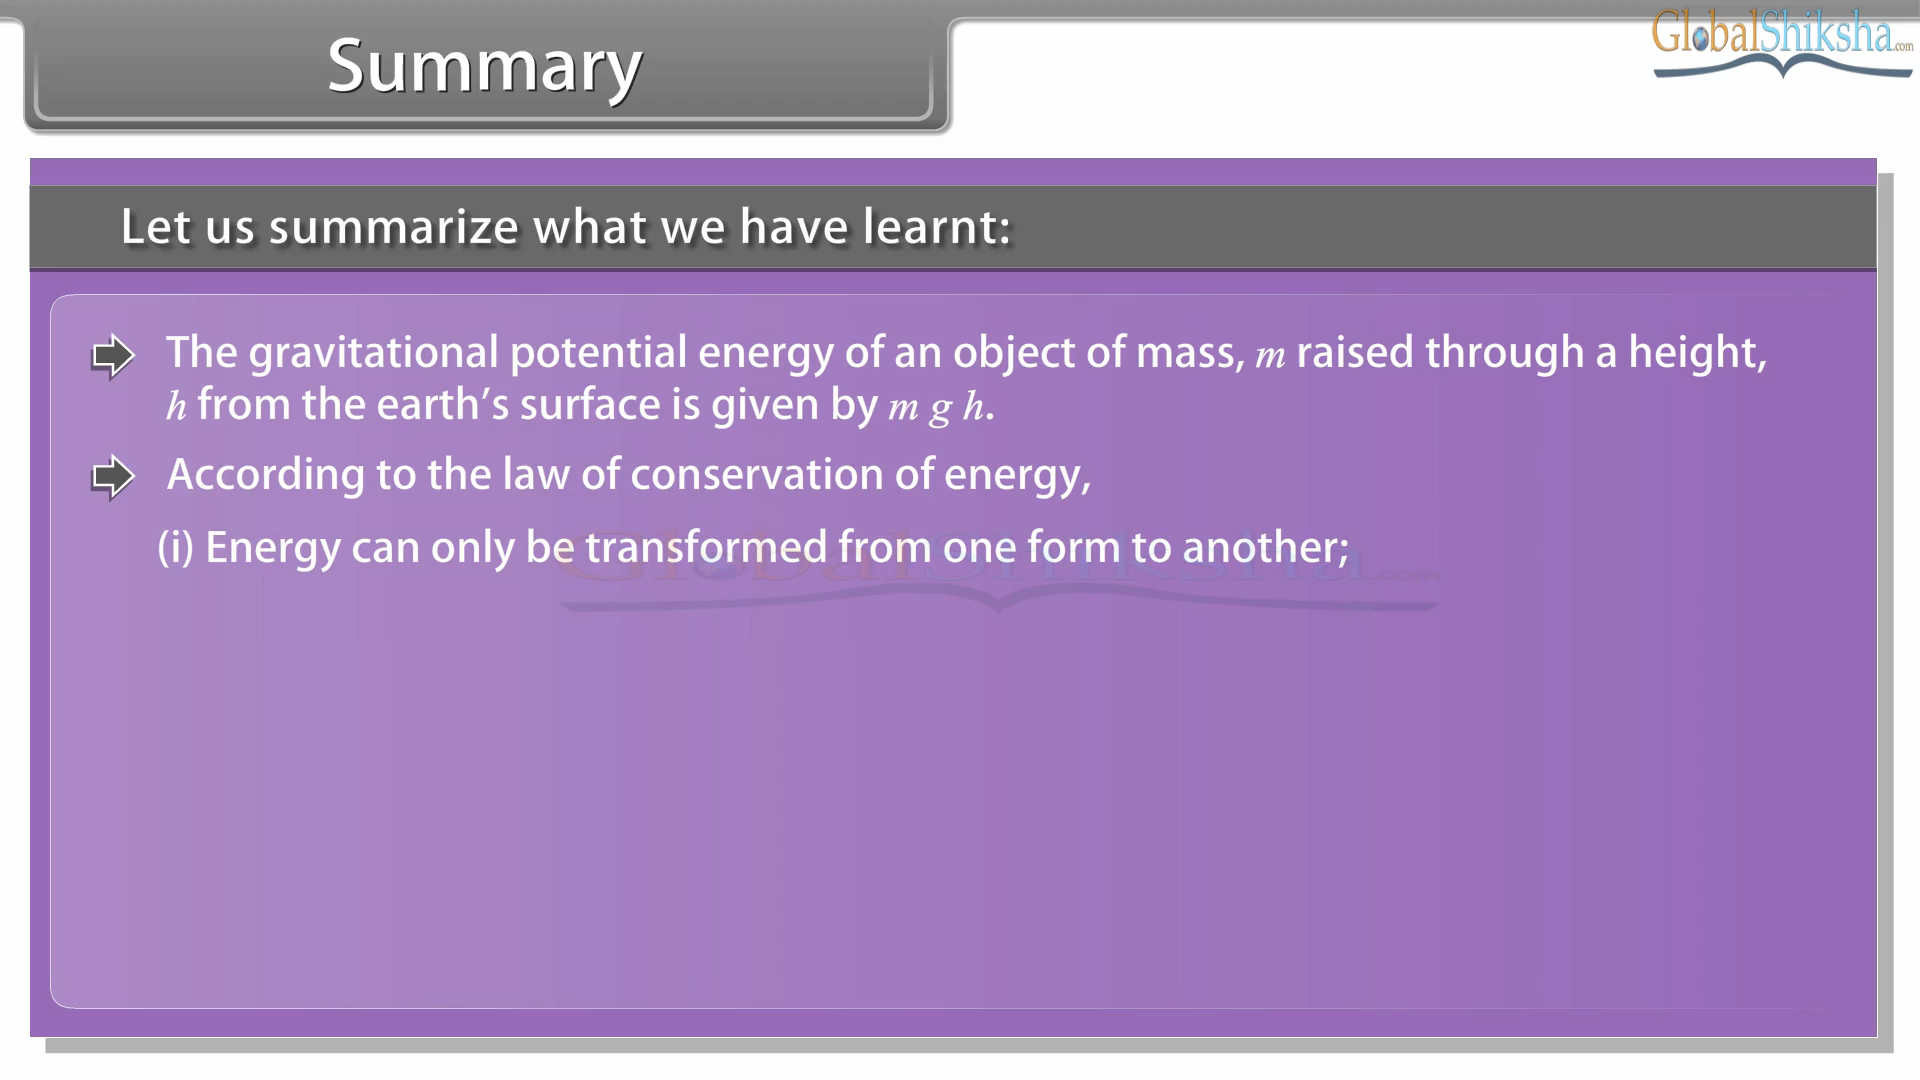 Summary
GlobalShiksha.com
Let us summarize what we have learnt:
The gravitational potential energy of an object of mass, m raised through a height,
h from the earth’s surface is given by m g h.
According to the law of conservation of energy,
(i) Energy can only be transformed from one form to another;
GlobalShiksha.com